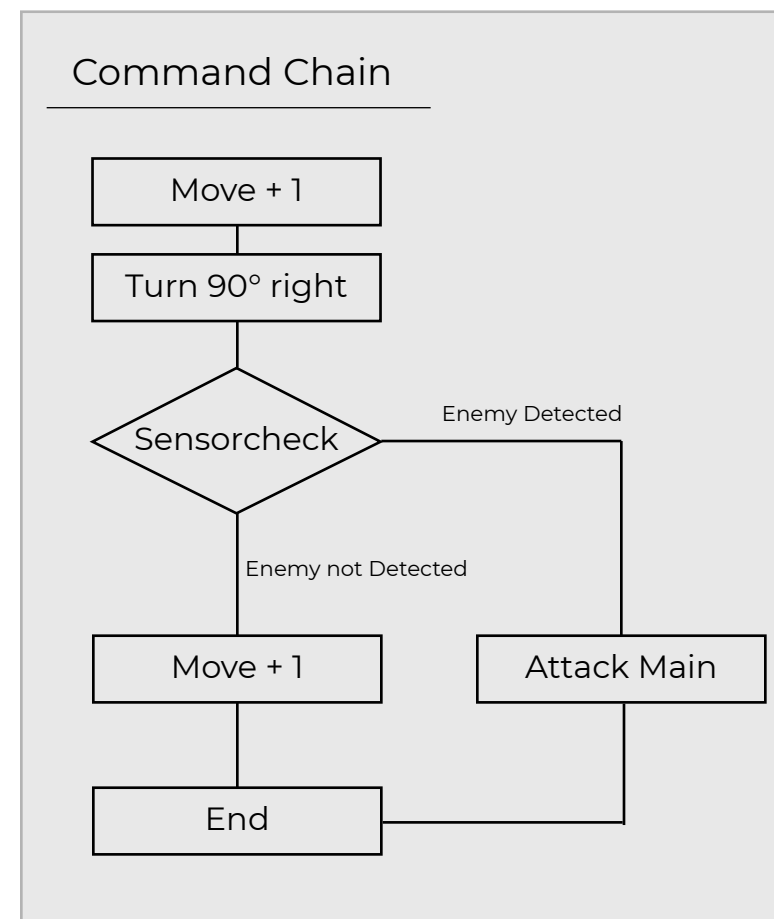 Command Chain
Move + 1
Turn 90° right
Sensorcheck
Enemy Detected
Enemy not Detected
Move + 1
Attack Main
End